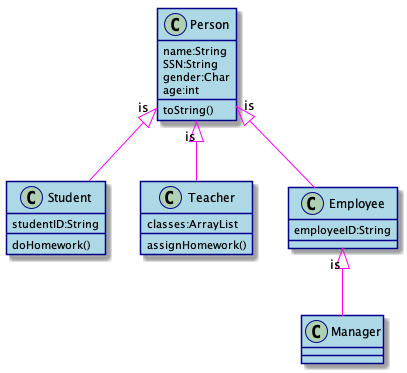 C Person
name:String
SSN:String
gender:Char
age:int
toString()
is
is
is
C Student
studentID:String
doHomework()
C Teacher
classes:ArrayList
assignHomework()
C Employee
employeeID:String
is
C Manager